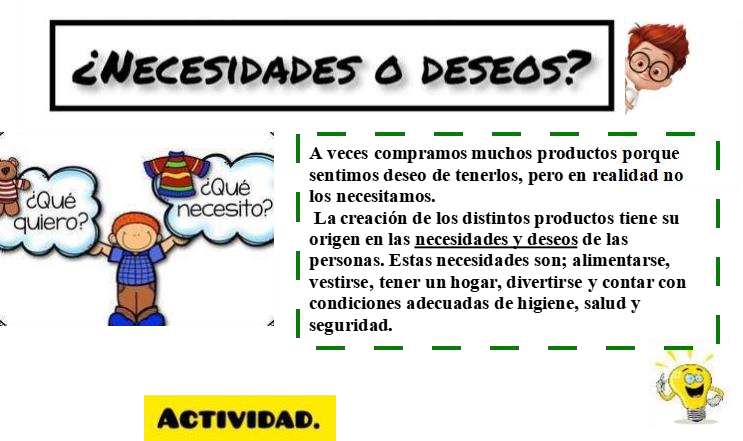 ¿NECESIDADES O DESEOS?
¿Qué
quiero?
¿Qué
necesito?
A veces compramos muchos productos porque
sentimos deseo de tenerlos, pero en realidad no
los necesitamos.
La creación de los distintos productos tiene su
origen en las necesidades y deseos de las
personas. Estas necesidades son; alimentarse,
vestirse, tener un hogar, divertirse y contar con
condiciones adecuadas de higiene, salud y
seguridad.
ACTIVIDAD.